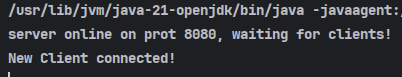 /usr/lib/jvm/java-21-openjdk/bin/java -javaagent:
server online on prot 8080, waiting for clients!
New Client connected!